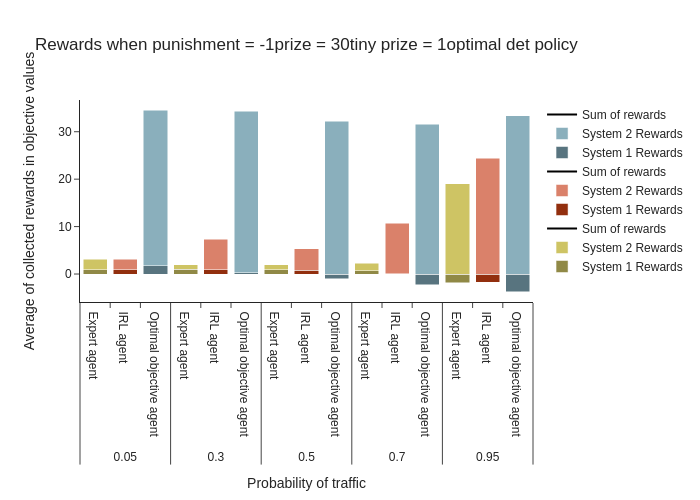 Rewards when punishment = -1prize = 30tiny prize = 1optimal det policy
Average of collected rewards in objective values
30
20
10
0
Sum of rewards
System 2 Rewards
System 1 Rewards
Sum of rewards
System 2 Rewards
System 1 Rewards
Sum of rewards
System 2 Rewards
System 1 Rewards
Expert agent
IRL agent
Optimal objective agent
Expert agent
IRL agent
Optimal objective agent
Expert agent
IRL agent
Optimal objective agent
Expert agent
IRL agent
Optimal objective agent
Expert agent
IRL agent
Optimal objective agent
0.05
0.3
0.5
0.7
0.95
Probability of traffic